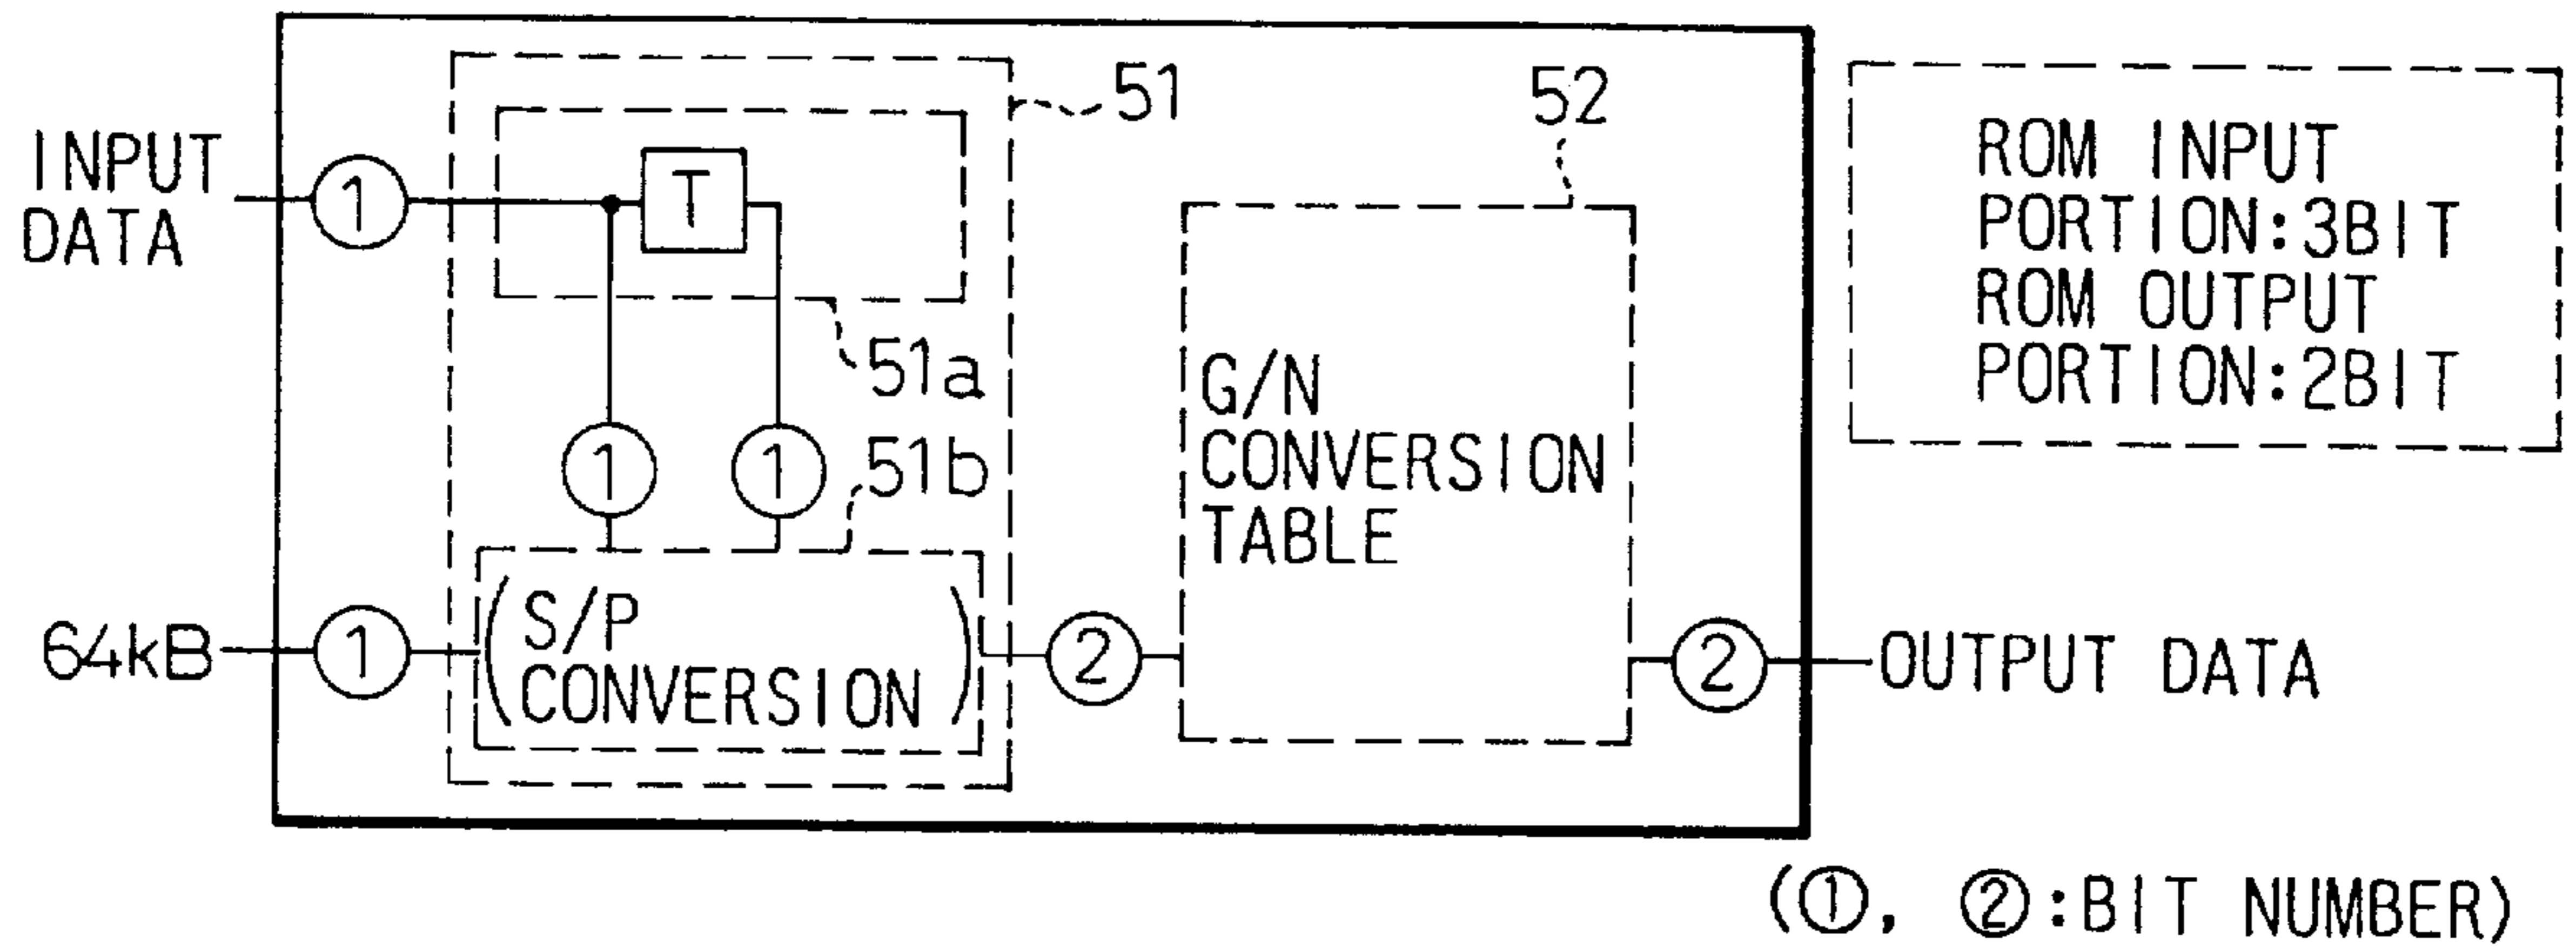 INPUT
DATA
①
T
51
52
51a
①
①
51b
64kB
①
(S/P
CONVERSION)
②
G/N
CONVERSION
TABLE
②
OUTPUT DATA
ROM INPUT
PORTION:3BIT
ROM OUTPUT
PORTION:2BIT
(①, ②:BIT NUMBER)